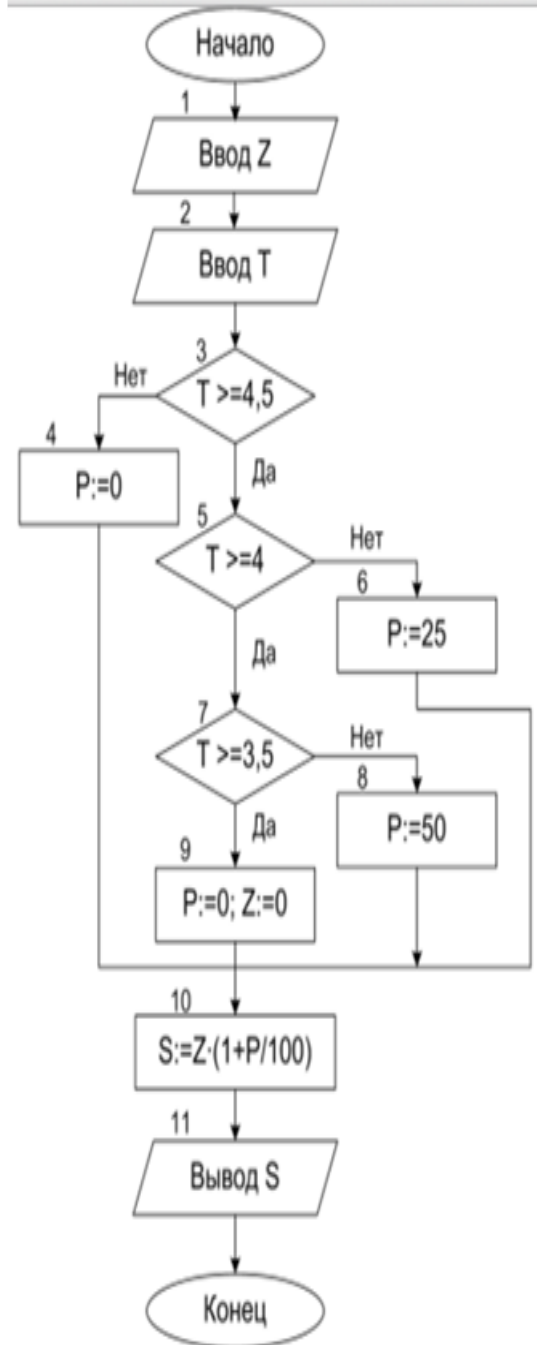 Начало
1
Ввод Z
2
Ввод T
3
Нет
T >=4,5
4
Да
P:=0
5
Нет
T >=4
6
P:=25
Да
7
Нет
T >=3,5
8
Да
P:=50
9
P:=0; Z:=0
10
S:=Z·(1+P/100)
11
Вывод S
Конец